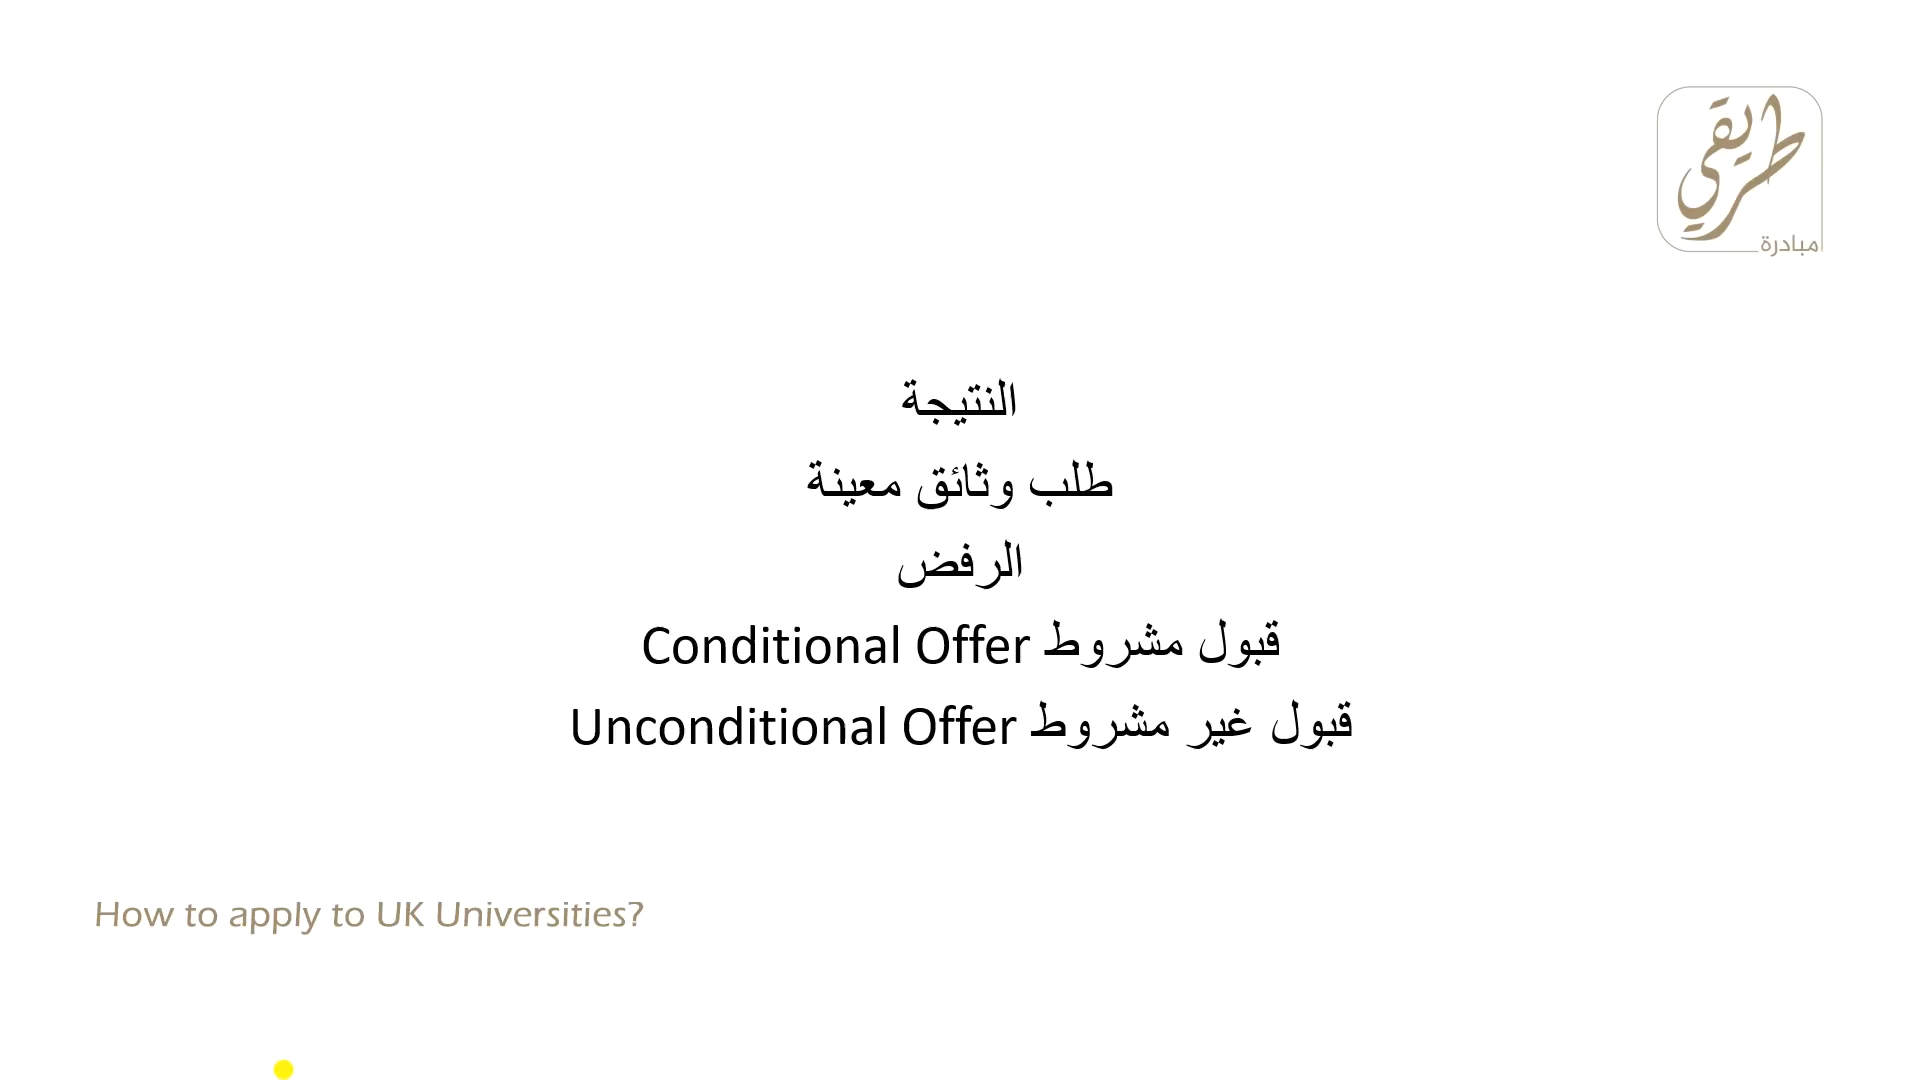 طريقي
مبادرة
النتيجة
طلب وثائق معينة
الرفض
قبول مشروط Conditional Offer
قبول غير مشروط Unconditional Offer
How to apply to UK Universities?